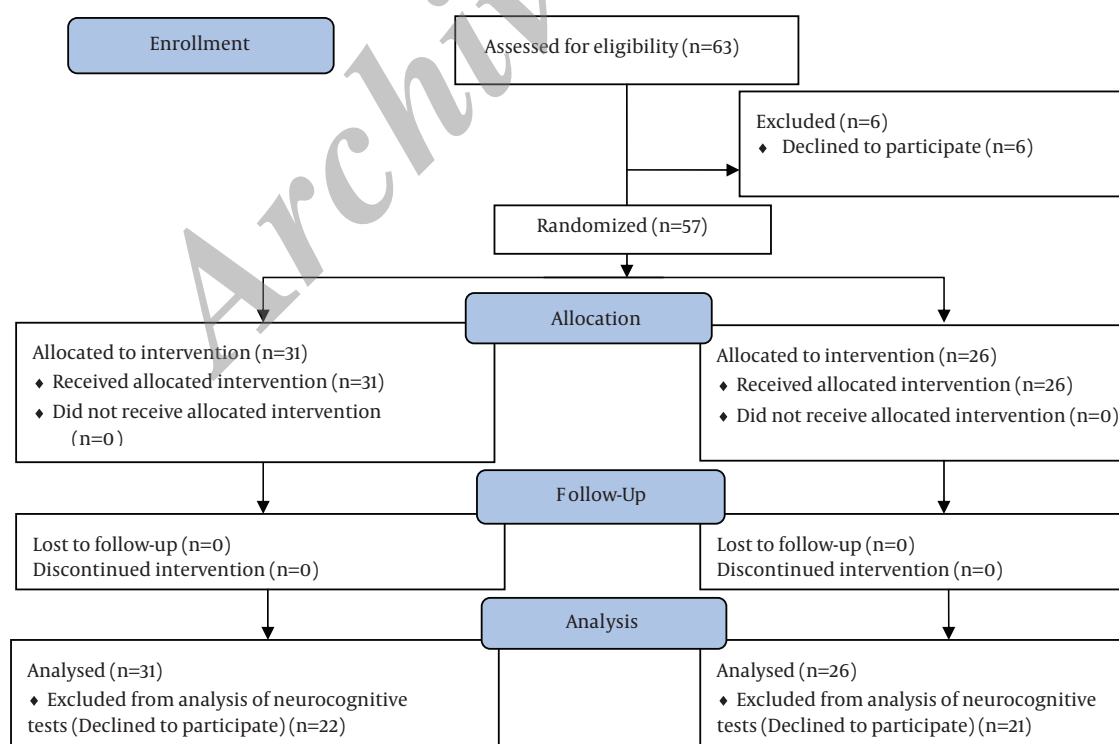 Enrollment
Assessed for eligibility (n=63)
Excluded (n=6)
♦ Declined to participate (n=6)
Randomized (n=57)
Allocation
Allocated to intervention (n=31)
♦ Received allocated intervention (n=31)
♦ Did not receive allocated intervention
(n=0)
Allocated to intervention (n=26)
♦ Received allocated intervention (n=26)
♦ Did not receive allocated intervention (n=0)
Follow-Up
Lost to follow-up (n=0)
Discontinued intervention (n=0)
Lost to follow-up (n=0)
Discontinued intervention (n=0)
Analysis
Analysed (n=31)
♦ Excluded from analysis of neurocognitive
tests (Declined to participate) (n=22)
Analysed (n=26)
♦ Excluded from analysis of neurocognitive
tests (Declined to participate) (n=21)
Archiv